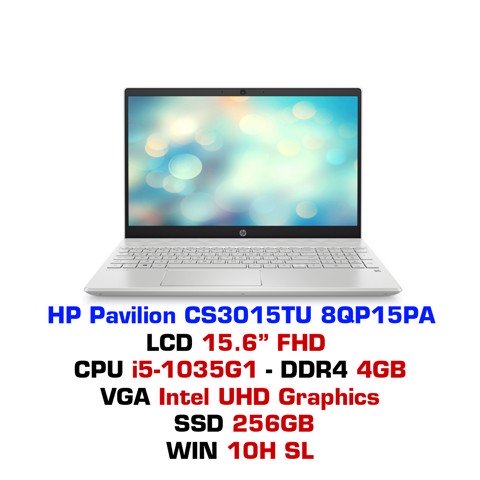 HP Pavilion CS3015TU 8QP15PA
LCD 15.6” FHD
CPU i5-1035G1 - DDR4 4GB
VGA Intel UHD Graphics
SSD 256GB
WIN 10H SL